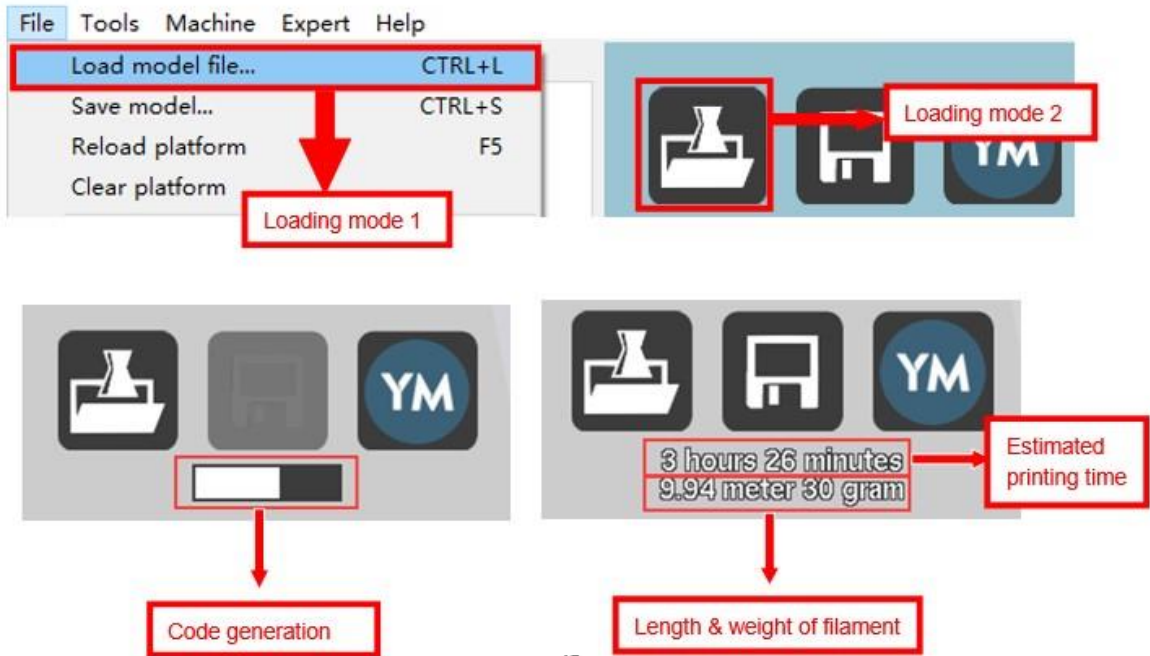 File Tools Machine Expert Help
Load model file... CTRL+L
Save model... CTRL+S
Reload platform F5
Clear platform
Loading mode 1
Loading mode 2
YM
YM
YM
3 hours 26 minutes
9.94 meter 30 gram
Estimated
printing time
Code generation
Length & weight of filament